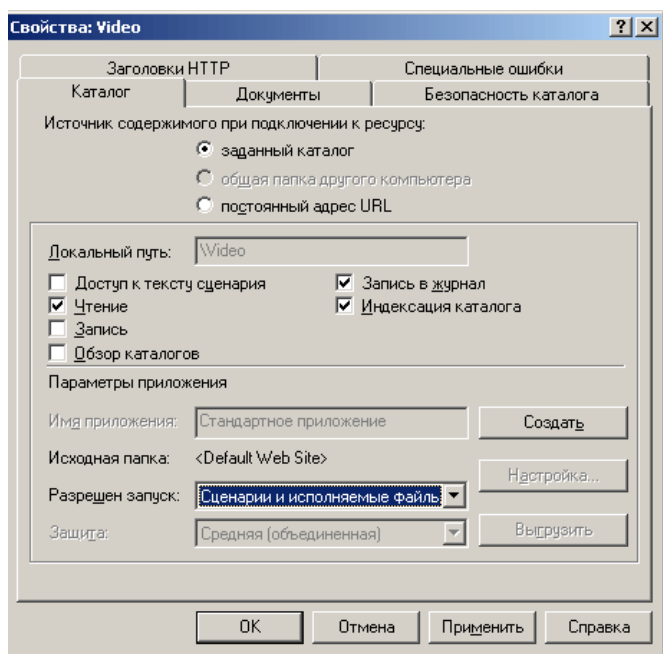 Свойства: Video
Заголовки HTTP
Специальные ошибки
Каталог
Документы
Безопасность каталога
Источник содержимого при подключении к ресурсу:
заданный каталог
общая папка другого компьютера
постоянный адрес URL
Локальный путь: \Video
Доступ к тексту сценария
Запись в журнал
Чтение
Индексация каталога
Запись
Обзор каталогов
Параметры приложения
Имя приложения: Стандартное приложение
Создать
Исходная папка: <Default Web Site>
Настройка...
Разрешен запуск: Сценарии и исполняемые файль
Защита: Средняя (объединенная)
Выгрузить
OK
Отмена
Применить
Справка